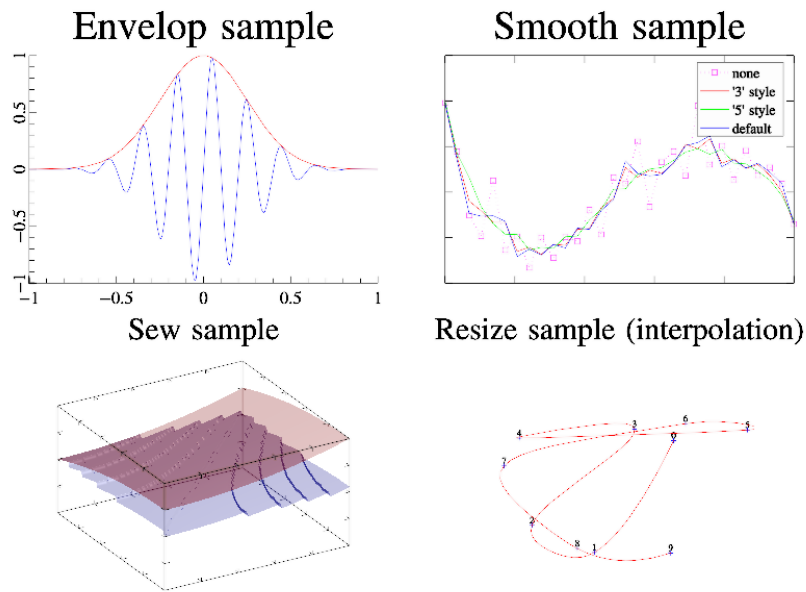 Envelop sample
Smooth sample
1
0.5
0
−0.5
−1
−1
−0.5
0
0.5
1
none
'3' style
'5' style
default
Sew sample
Resize sample (interpolation)
4
3
6
5
7
0
2
8
1
9